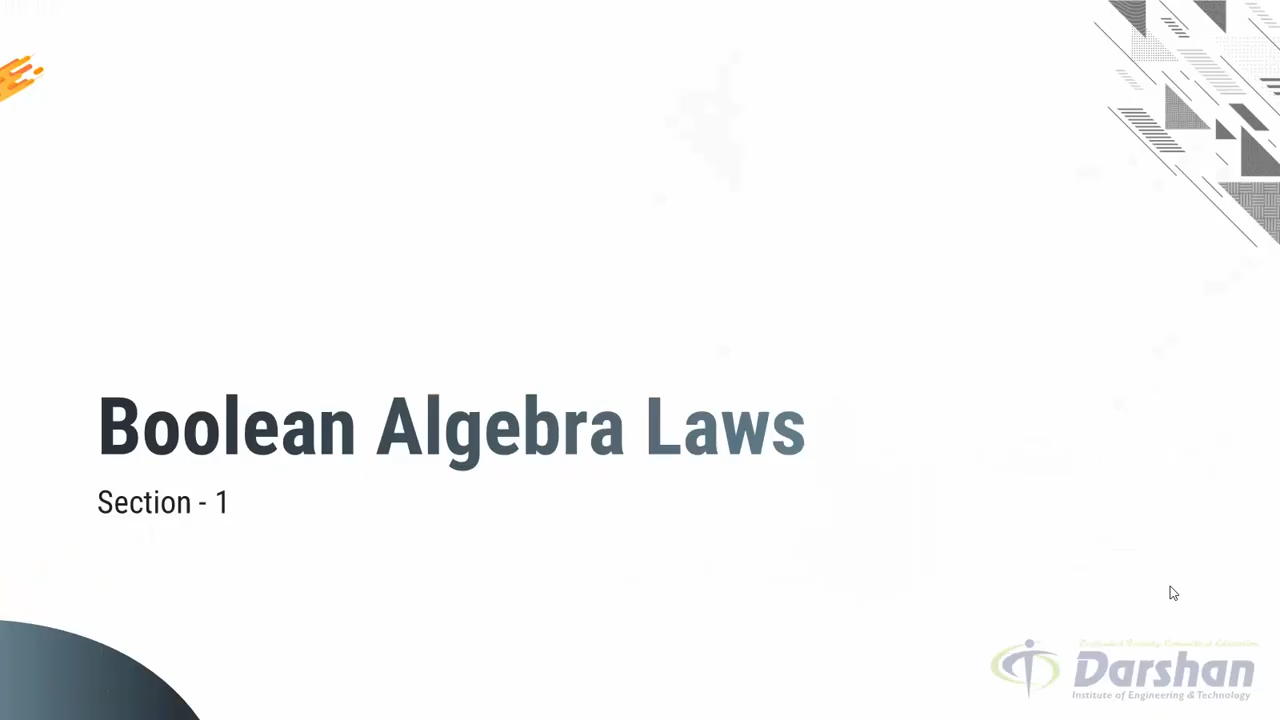 Boolean Algebra Laws
Section - 1
Darshan
Institute of Engineering & Technology